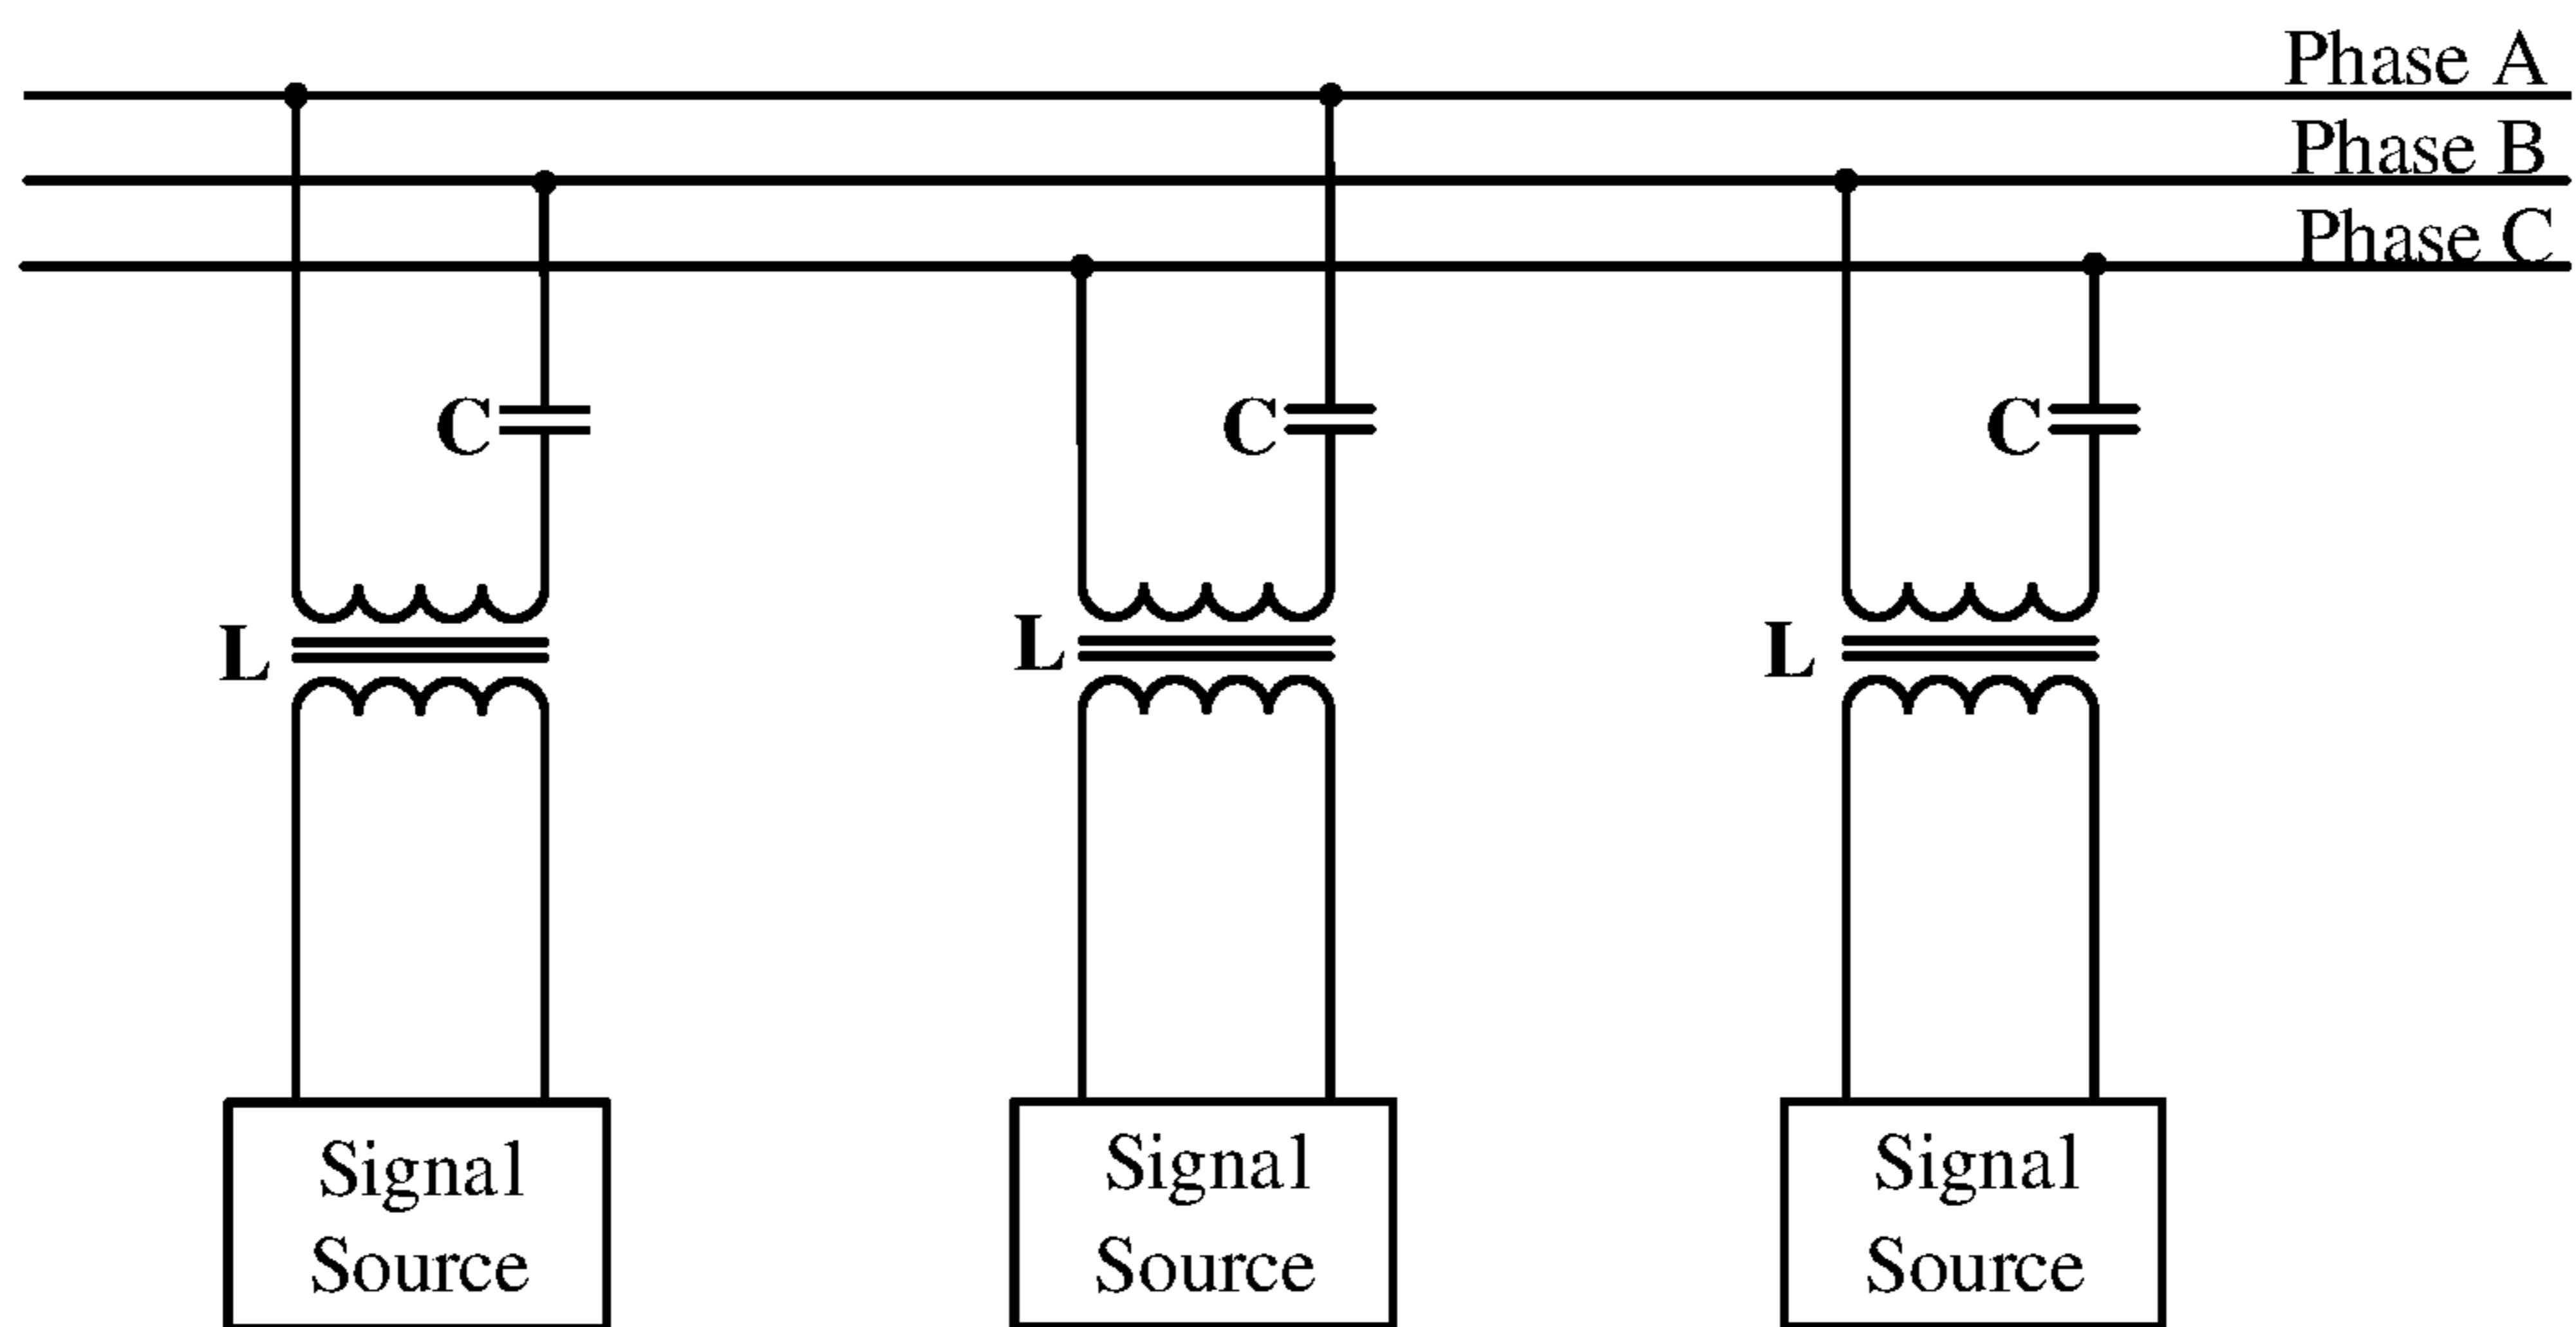 Phase A
Phase B
Phase C
C
C
C
L
L
L
Signal
Source
Signal
Source
Signal
Source